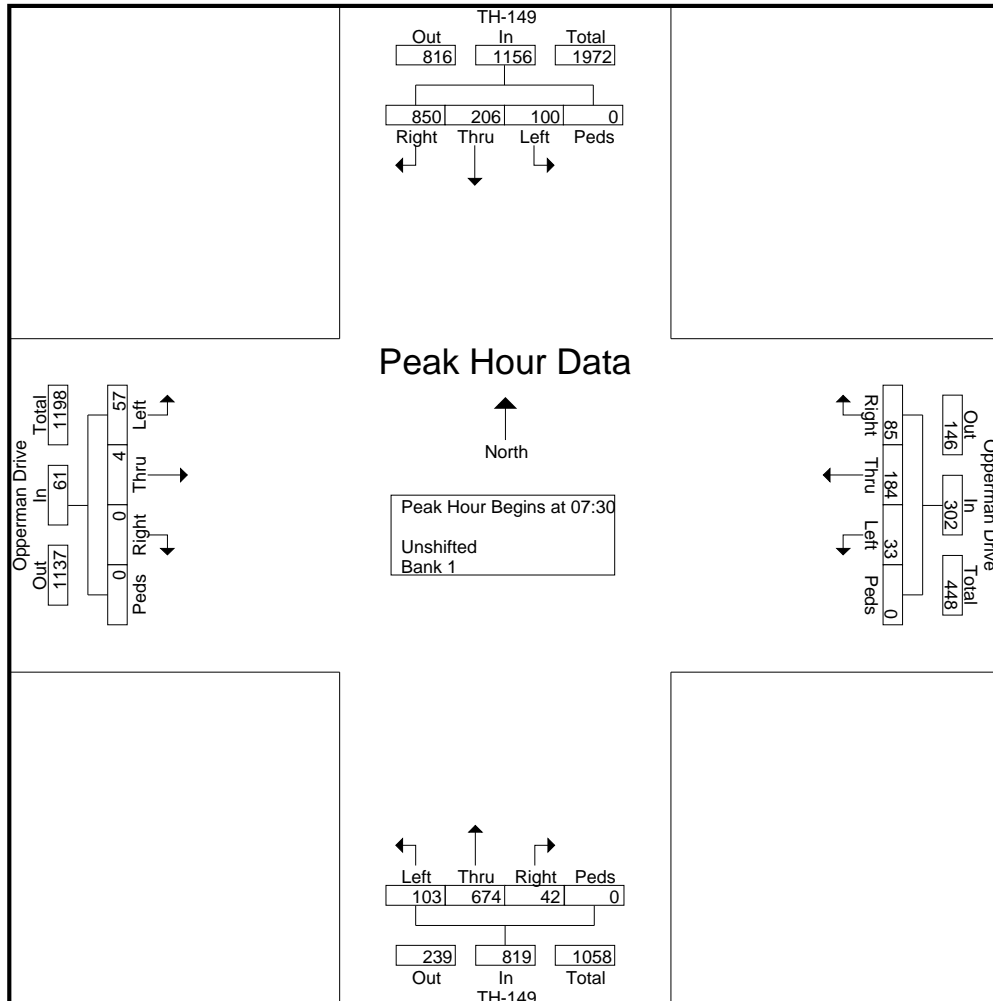 TH-149
Out In Total
816 1156 1972
850 206 100 0
Right Thru Left Peds
Peak Hour Data
North
Peak Hour Begins at 07:30
Unshifted
Bank 1
Opperman Drive
Total In Out
1198 61 1137
57 4 0 0
Left Thru Right Peds
Opperman Drive
Out In Total
146 302 448
85 184 33 0
Right Thru Left Peds
Left Thru Right Peds
103 674 42 0
239 819 1058
Out In Total
TH-149